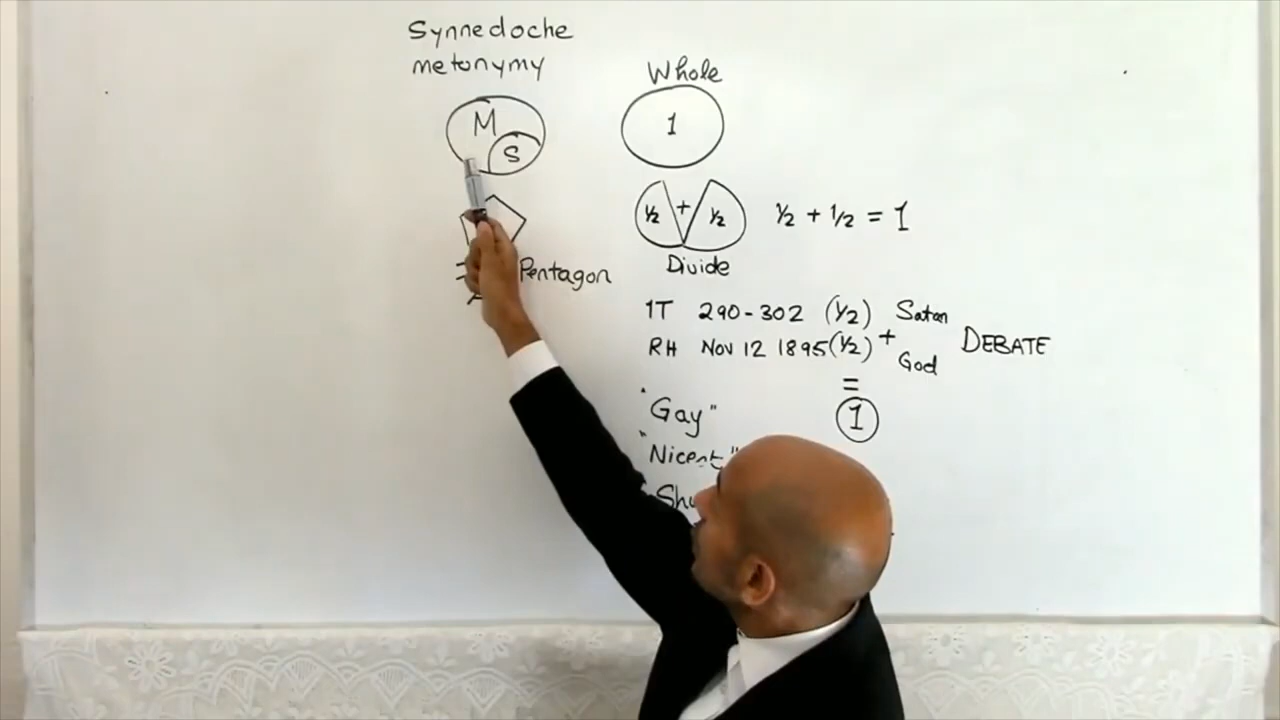 Synnedoche
metonymy
M
S
Pentagon
Whole
1
½ + ½
½ + ½ = 1
Divide
1T 290-302 (½) Satan
+
RH Nov 12 1895 (½) God
DEBATE
=
1
"Gay"